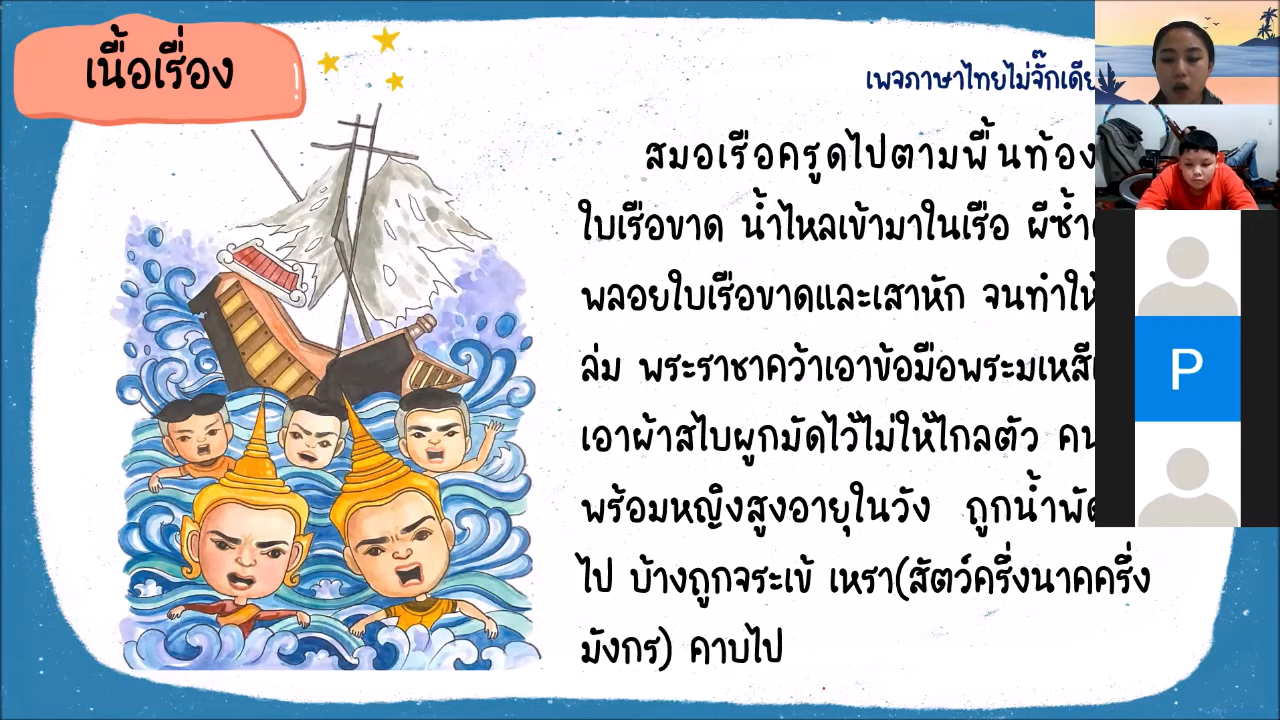 เนื้อเรื่อง
เพจภาษาไทยไม่จั๊กเดีย
สมอเรือครูดไปตามพื้นท้อง
ใบเรือขาด น้ำไหลเข้ามาในเรือ ผีซ้ำ
พลอยใบเรือขาดและเสาหัก จนทำให้
ล่ม พระราชาคว้าเอาข้อมือพระมเหสี
เอาผ้าสไบผูกมัดไว้ไม่ให้ไกลตัว คน
พร้อมหญิงสูงอายุในวัง ถูกน้ำพัด
ไป บ้างถูกจระเข้ เหรา(สัตว์ครึ่งนาคครึ่ง
มังกร) คาบไป
P